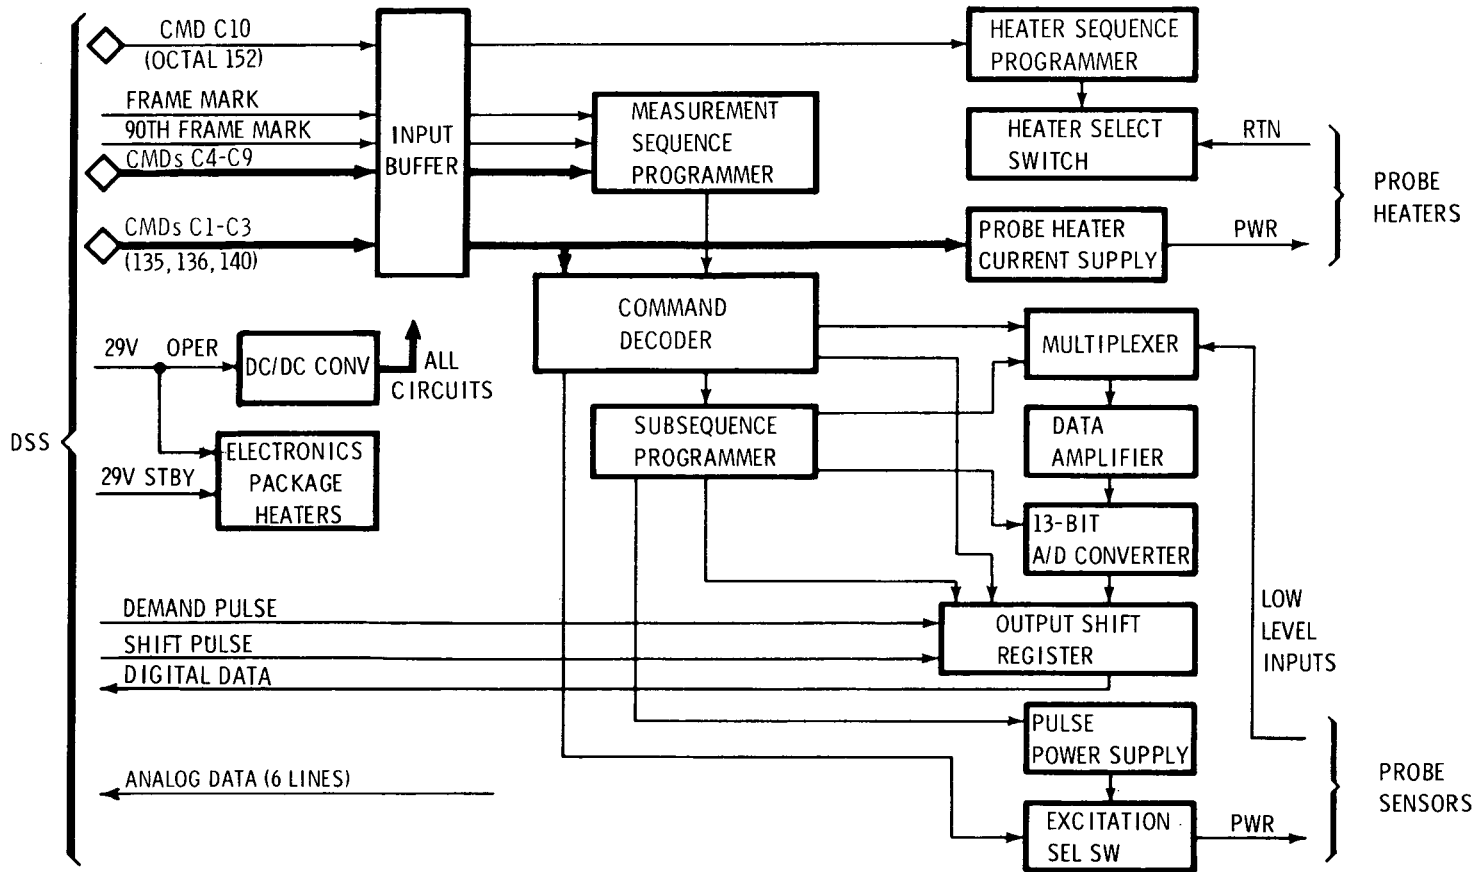 CMD C10
(OCTAL 152)
FRAME MARK
90TH FRAME MARK
CMDs C4-C9
CMDs C1-C3
(135, 136, 140)
INPUT
BUFFER
MEASUREMENT
SEQUENCE
PROGRAMMER
HEATER SEQUENCE
PROGRAMMER
HEATER SELECT
SWITCH
RTN
PROBE
HEATERS
PROBE HEATER
CURRENT SUPPLY
PWR
COMMAND
DECODER
29V
OPER
DC/DC CONV
ALL
CIRCUITS
MULTIPLEXER
DSS
29V STBY
ELECTRONICS
PACKAGE
HEATERS
SUBSEQUENCE
PROGRAMMER
DATA
AMPLIFIER
13-BIT
A/D CONVERTER
DEMAND PULSE
SHIFT PULSE
DIGITAL DATA
OUTPUT SHIFT
REGISTER
LOW
LEVEL
INPUTS
PULSE
POWER SUPPLY
ANALOG DATA (6 LINES)
EXCITATION
SEL SW
PWR
PROBE
SENSORS